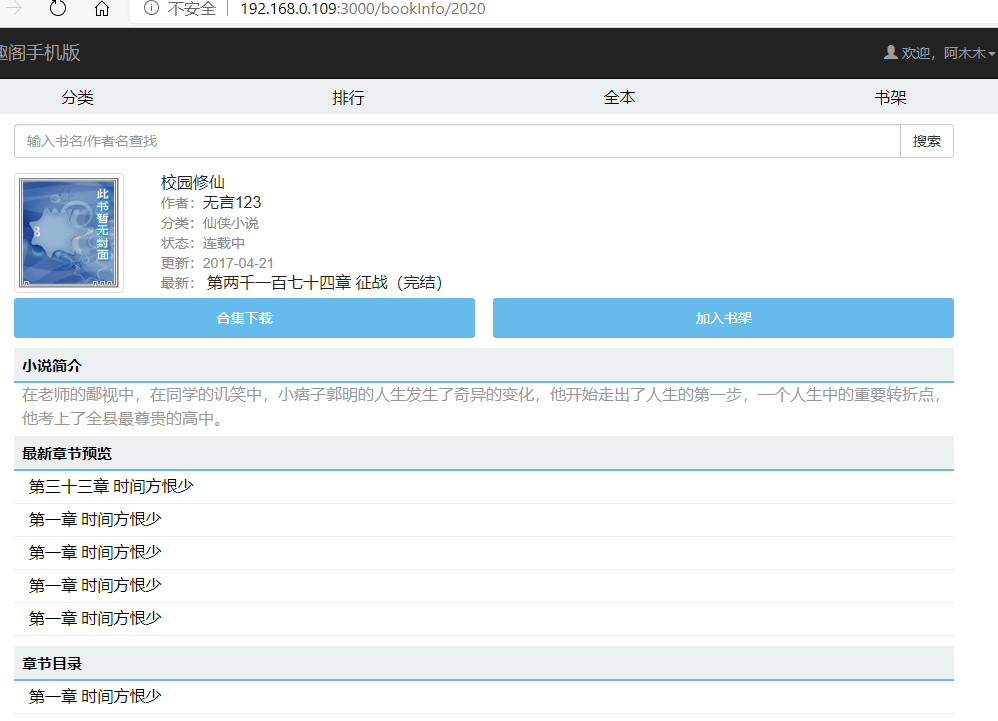 不安全 192.168.0.109:3000/bookInfo/2020
趣阁手机版 欢迎，阿木木
分类 排行 全本 书架
输入书名/作者名查找 搜索
此书暂无封面
校园修仙
作者：无言123
分类：仙侠小说
状态：连载中
更新：2017-04-21
最新： 第两千一百七十四章 征战（完结）
合集下载 加入书架
小说简介
在老师的鄙视中，在同学的讥笑中，小痞子郭明的人生发生了奇异的变化，他开始走出了人生的第一步，一个人生中的重要转折点，
他考上了全县最尊贵的高中。
最新章节预览
第三十三章 时间方恨少
第一章 时间方恨少
第一章 时间方恨少
第一章 时间方恨少
第一章 时间方恨少
章节目录
第一章 时间方恨少